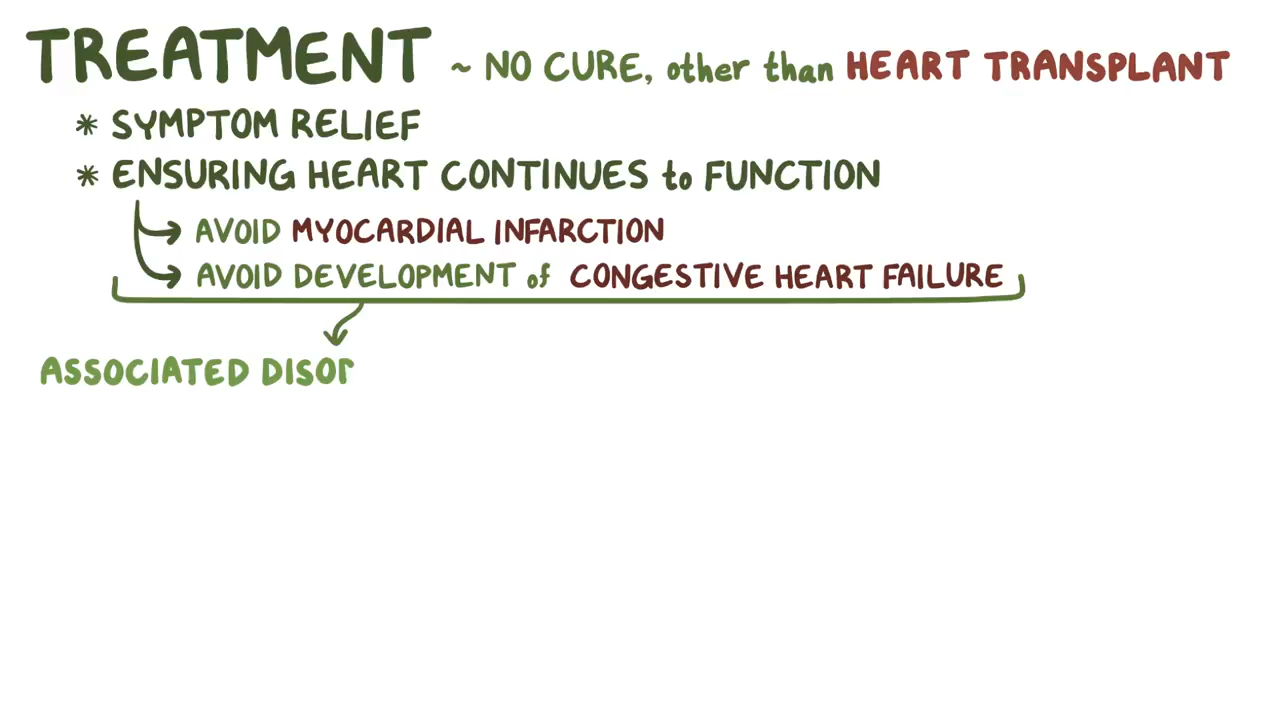 TREATMENT ~ NO CURE, other than HEART TRANSPLANT
* SYMPTOM RELIEF
* ENSURING HEART CONTINUES to FUNCTION
→ AVOID MYOCARDIAL INFARCTION
→ AVOID DEVELOPMENT of CONGESTIVE HEART FAILURE
ASSOCIATED DISOr